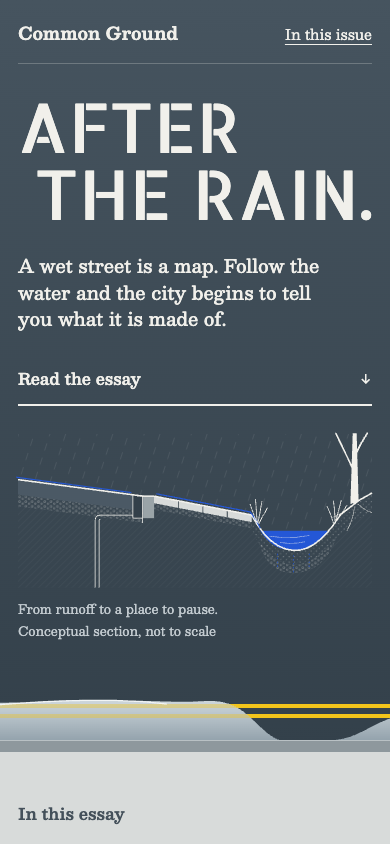 Common Ground
In this issue
AFTER
THE RAIN.
A wet street is a map. Follow the
water and the city begins to tell
you what it is made of.
Read the essay ↓
From runoff to a place to pause.
Conceptual section, not to scale
In this essay